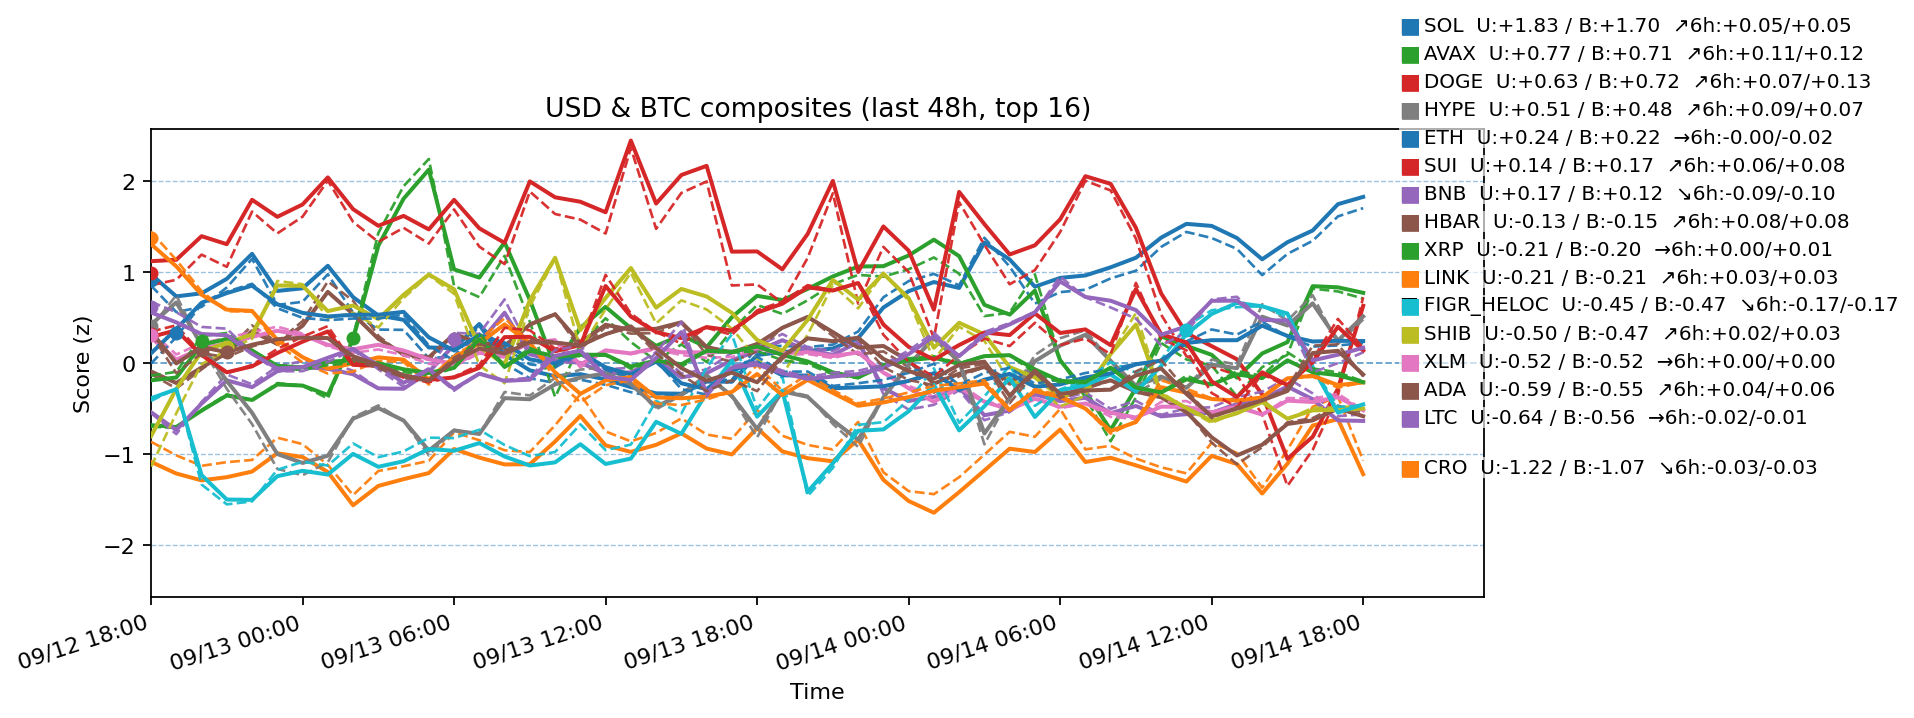 SOL U:+1.83 / B:+1.70 ↗6h:+0.05/+0.05
AVAX U:+0.77 / B:+0.71 ↗6h:+0.11/+0.12
DOGE U:+0.63 / B:+0.72 ↗6h:+0.07/+0.13
HYPE U:+0.51 / B:+0.48 ↗6h:+0.09/+0.07
ETH U:+0.24 / B:+0.22 →6h:-0.00/-0.02
SUI U:+0.14 / B:+0.17 ↗6h:+0.06/+0.08
BNB U:+0.17 / B:+0.12 ↘6h:-0.09/-0.10
HBAR U:-0.13 / B:-0.15 ↗6h:+0.08/+0.08
XRP U:-0.21 / B:-0.20 →6h:+0.00/+0.01
LINK U:-0.21 / B:-0.21 ↗6h:+0.03/+0.03
FIGR_HELOC U:-0.45 / B:-0.47 ↘6h:-0.17/-0.17
SHIB U:-0.50 / B:-0.47 ↗6h:+0.02/+0.03
XLM U:-0.52 / B:-0.52 →6h:+0.00/+0.00
ADA U:-0.59 / B:-0.55 ↗6h:+0.04/+0.06
LTC U:-0.64 / B:-0.56 →6h:-0.02/-0.01
CRO U:-1.22 / B:-1.07 ↘6h:-0.03/-0.03
USD & BTC composites (last 48h, top 16)
Score (z)
2
1
0
−1
−2
09/12 18:00
09/13 00:00
09/13 06:00
09/13 12:00
09/13 18:00
09/14 00:00
09/14 06:00
09/14 12:00
09/14 18:00
Time